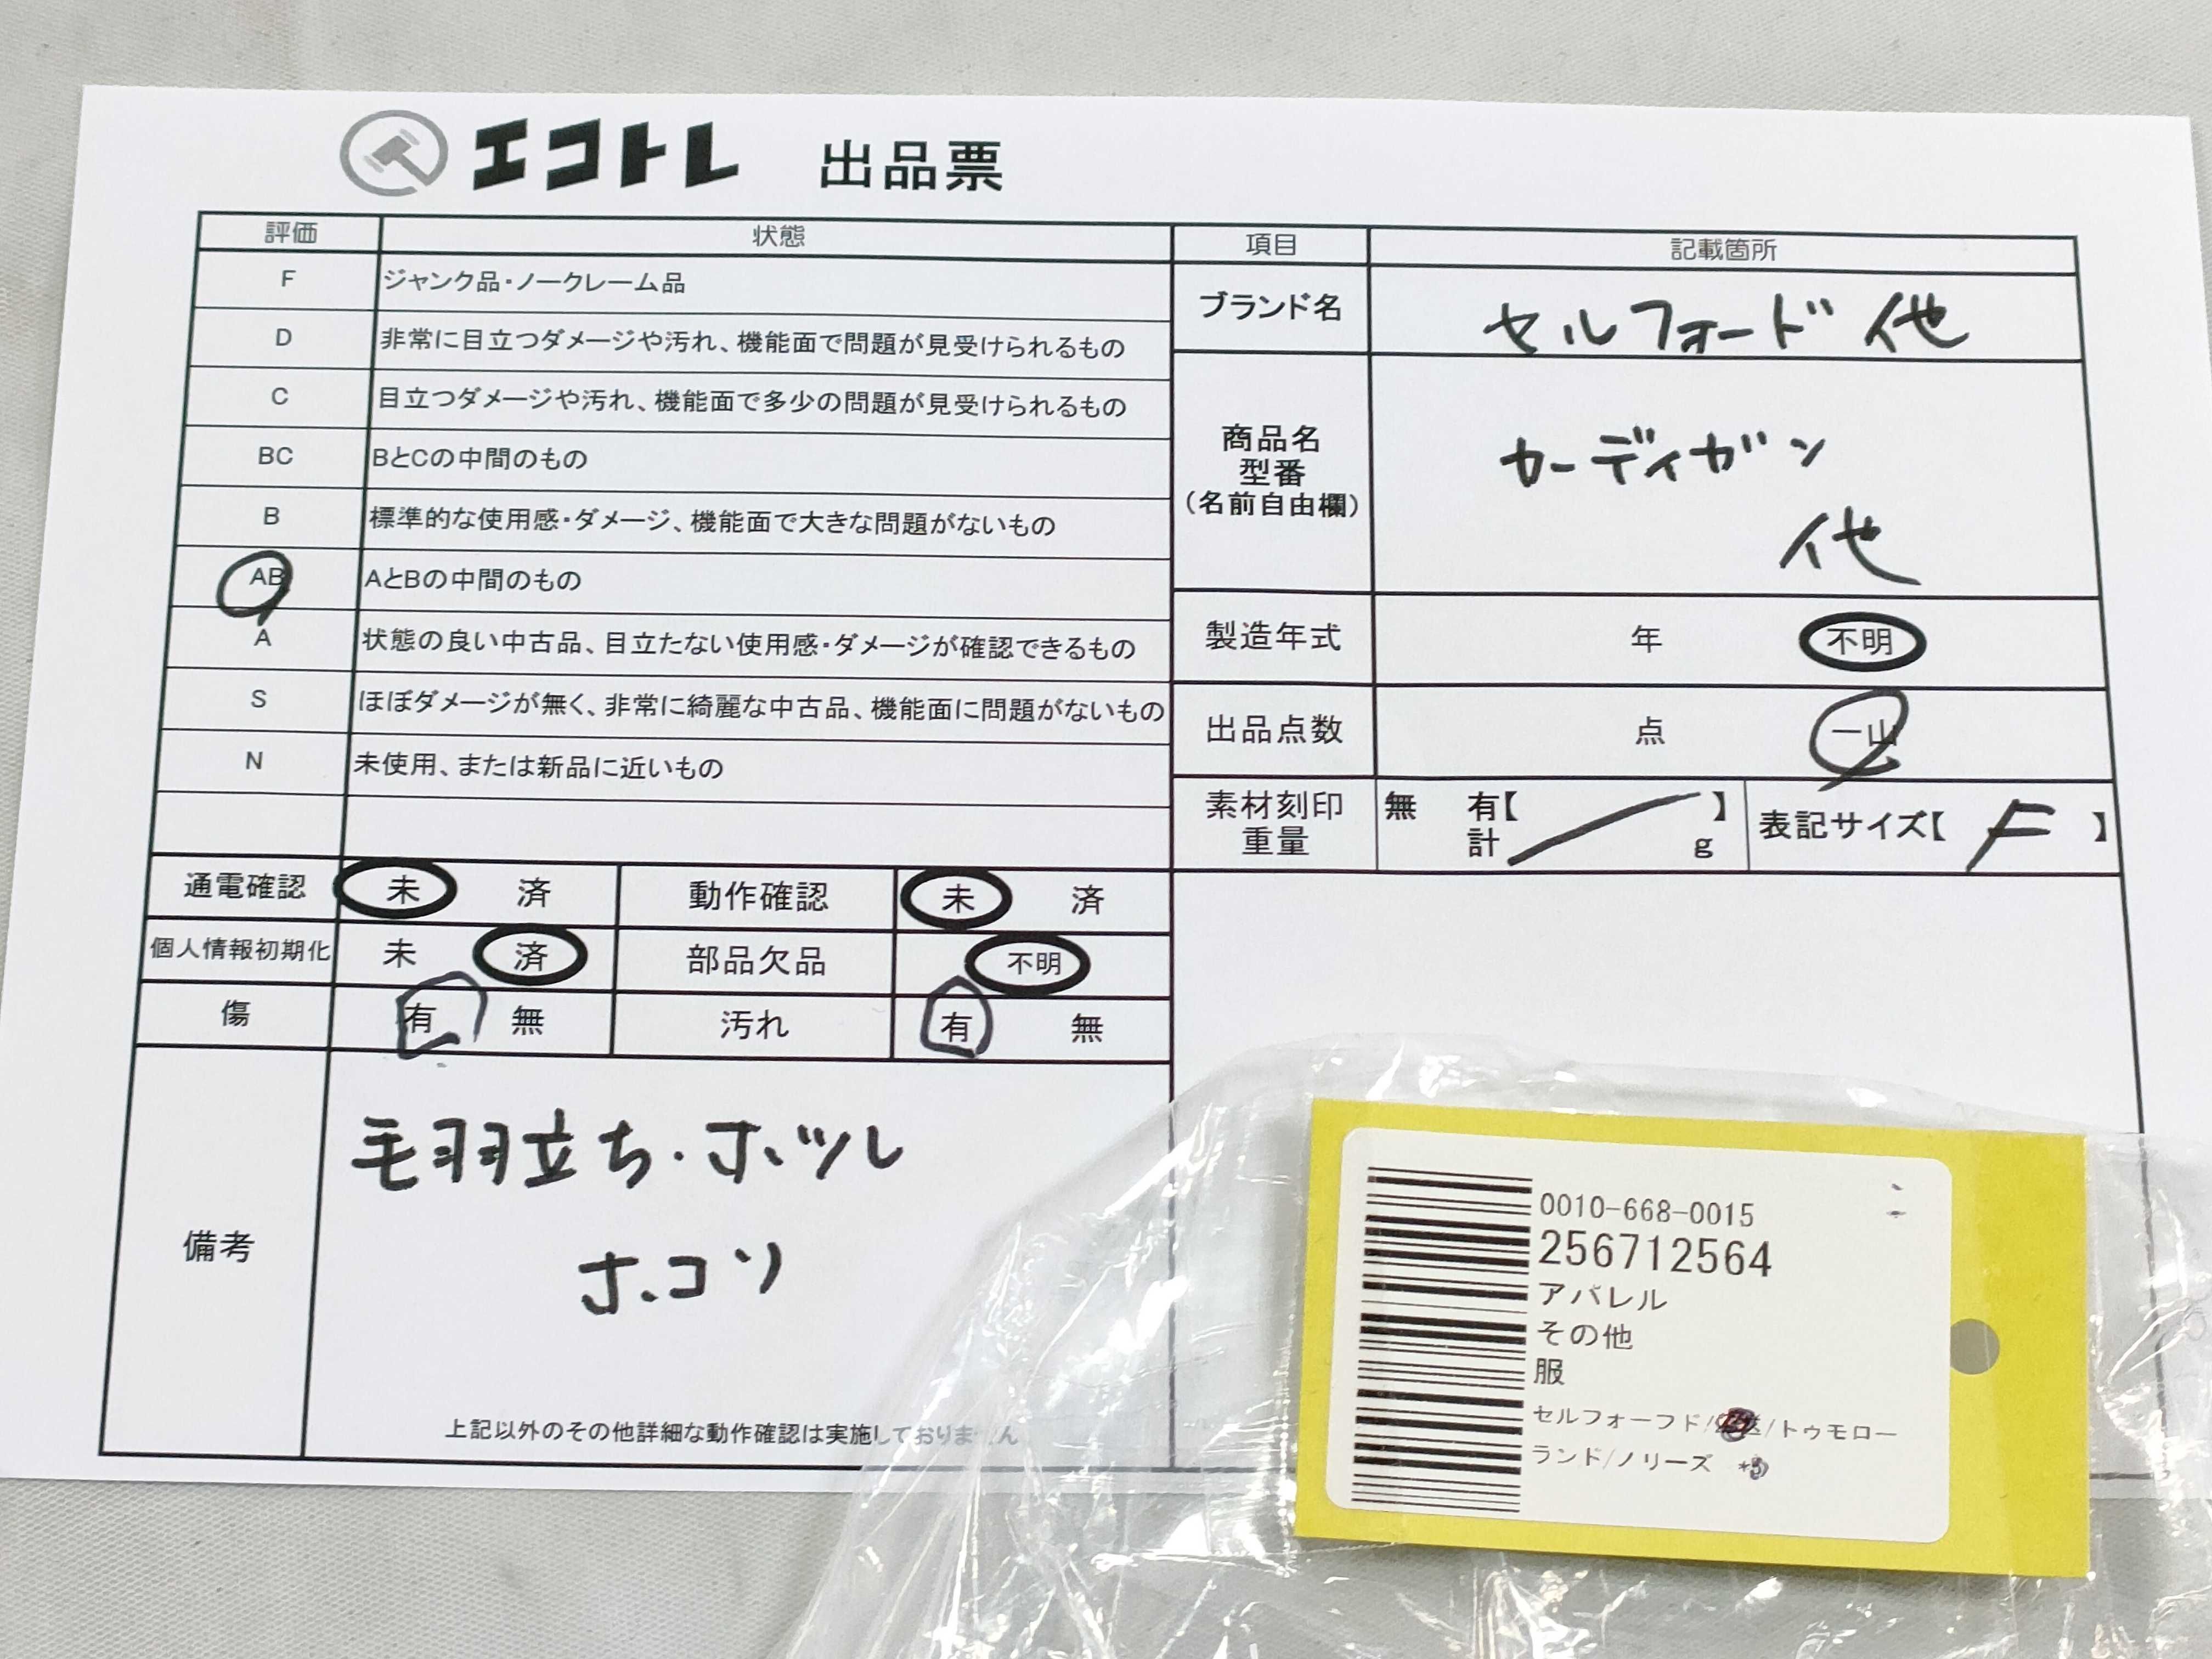 エコトレ 出品票
評価 状態
F ジャンク品・ノークレーム品
D 非常に目立つダメージや汚れ、機能面で問題が見受けられるもの
C 目立つダメージや汚れ、機能面で多少の問題が見受けられるもの
BC BとCの中間のもの
B 標準的な使用感・ダメージ、機能面で大きな問題がないもの
AB AとBの中間のもの
A 状態の良い中古品、目立たない使用感・ダメージが確認できるもの
S ほぼダメージが無く、非常に綺麗な中古品、機能面に問題がないもの
N 未使用、または新品に近いもの
通電確認 未 済 動作確認 未 済
個人情報初期化 未 済 部品欠品 不明
傷 有 無 汚れ 有 無
備考
毛羽立ち・ホツレ
ホコリ
上記以外のその他詳細な動作確認は実施しておりません
項目 記載箇所
ブランド名 セルフォード 他
商品名
型番
(名前自由欄)
カーディガン
他
製造年式 年 不明
出品点数 点 一山
素材刻印
重量
無 有【 】
計 g
表記サイズ【 F 】
0010-668-0015
256712564
アパレル
その他
服
セルフォーフド/ /トゥモロー
ランド/ノリーズ